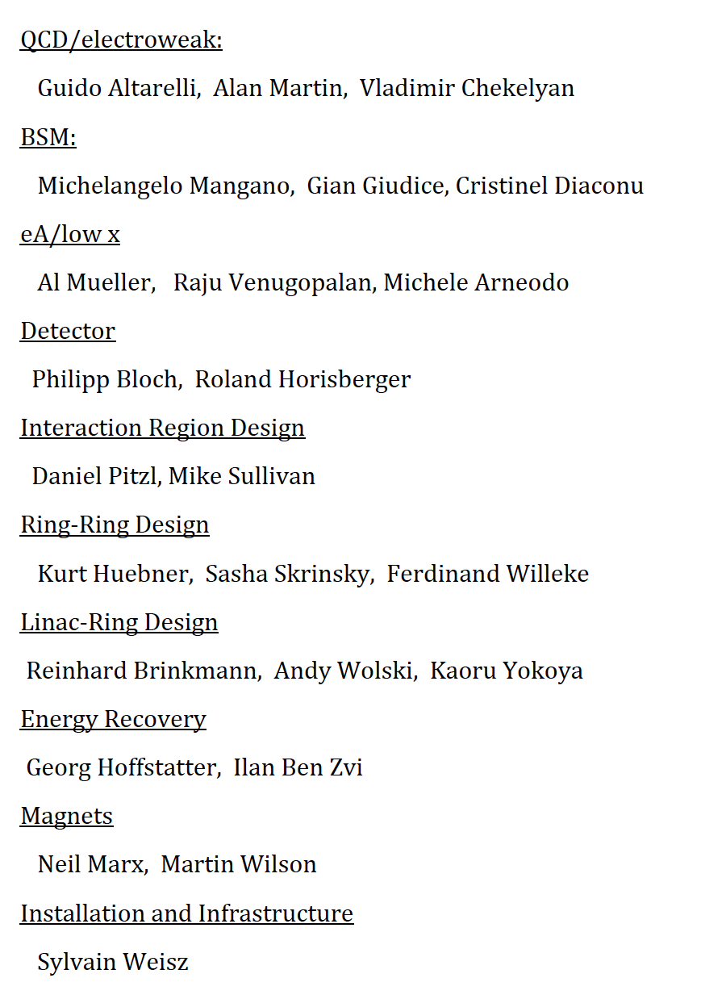 QCD/electroweak:
Guido Altarelli, Alan Martin, Vladimir Chekelyan
BSM:
Michelangelo Mangano, Gian Giudice, Cristinel Diaconu
eA/low x
Al Mueller, Raju Venugopalan, Michele Arneodo
Detector
Philipp Bloch, Roland Horisberger
Interaction Region Design
Daniel Pitzl, Mike Sullivan
Ring-Ring Design
Kurt Huebner, Sasha Skrinsky, Ferdinand Willeke
Linac-Ring Design
Reinhard Brinkmann, Andy Wolski, Kaoru Yokoya
Energy Recovery
Georg Hoffstatter, Ilan Ben Zvi
Magnets
Neil Marx, Martin Wilson
Installation and Infrastructure
Sylvain Weisz